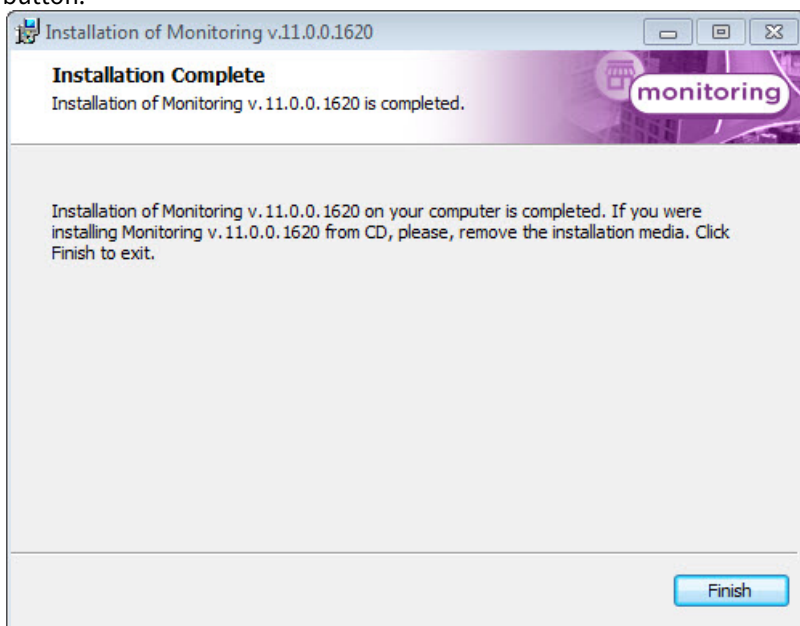 button.
Installation of Monitoring v.11.0.0.1620
Installation Complete
Installation of Monitoring v.11.0.0.1620 is completed.
monitoring
Installation of Monitoring v.11.0.0.1620 on your computer is completed. If you were
installing Monitoring v.11.0.0.1620 from CD, please, remove the installation media. Click
Finish to exit.
Finish